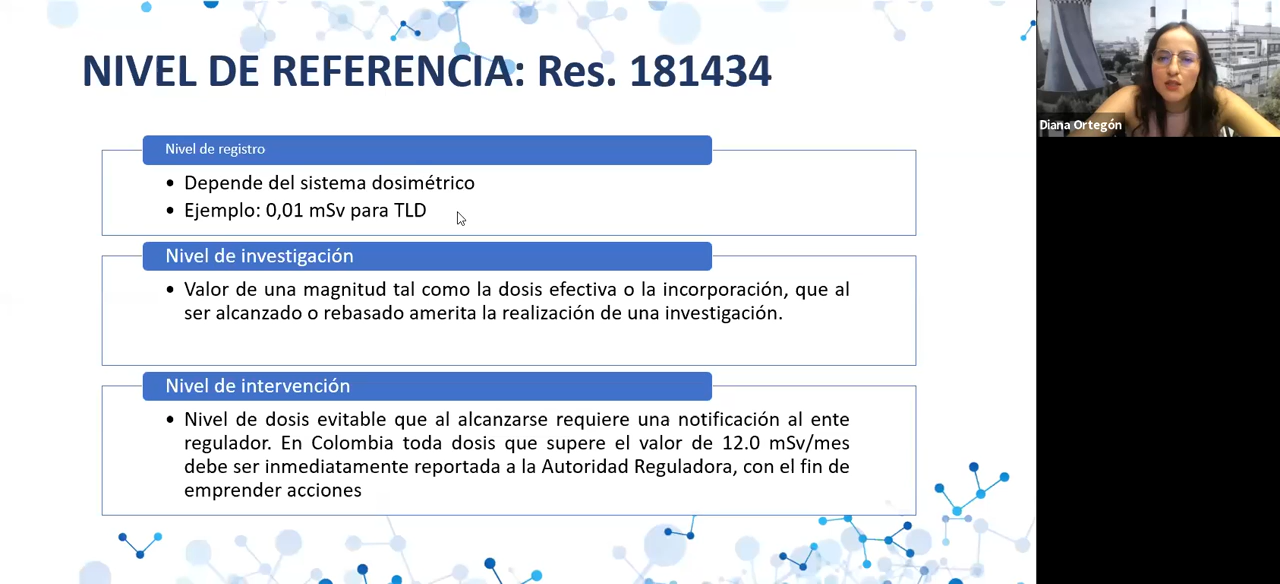 NIVEL DE REFERENCIA: Res. 181434
Diana Ortegón
Nivel de registro
• Depende del sistema dosimétrico
• Ejemplo: 0,01 mSv para TLD
Nivel de investigación
• Valor de una magnitud tal como la dosis efectiva o la incorporación, que al
ser alcanzado o rebasado amerita la realización de una investigación.
Nivel de intervención
• Nivel de dosis evitable que al alcanzarse requiere una notificación al ente
regulador. En Colombia toda dosis que supere el valor de 12.0 mSv/mes
debe ser inmediatamente reportada a la Autoridad Reguladora, con el fin de
emprender acciones